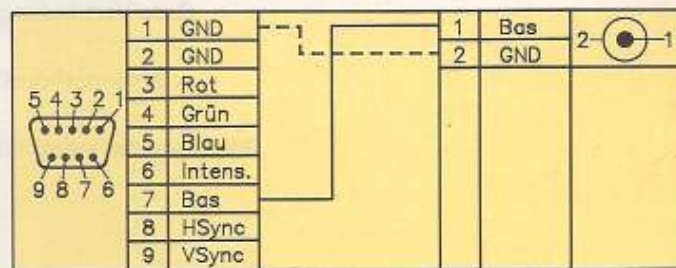 1 GND
2 GND
3 Rot
4 Grün
5 Blau
6 Intens.
7 Bas
8 HSync
9 VSync
5 4 3 2 1
9 8 7 6
1 Bas
2 GND
2 1